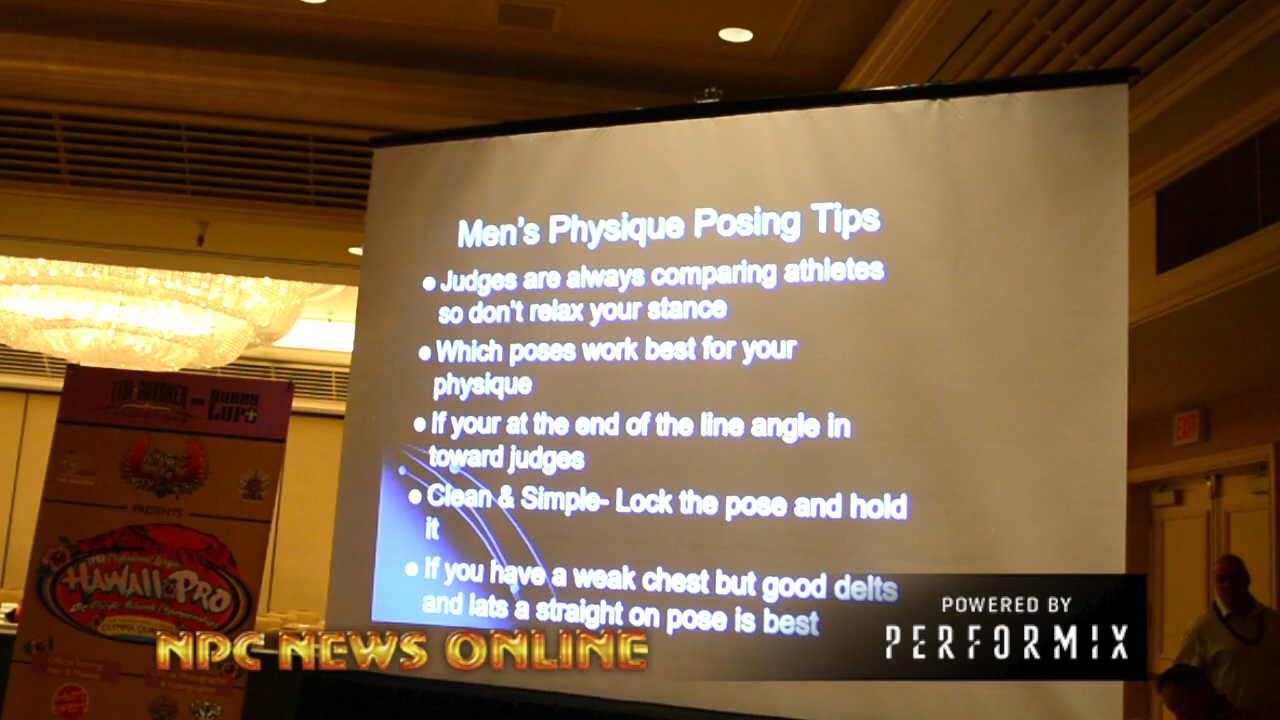 Men's Physique Posing Tips
● Judges are always comparing athletes
so don't relax your stance
● Which poses work best for your
physique
● If your at the end of the line angle in
toward judges
● Clean & Simple- Lock the pose and hold
it
● If you have a weak chest but good delts
and lats a straight on pose is best
BOBBY
LUPO
PRESENTS
HAWAII PRO
EXIT
NPC NEWS ONLINE
POWERED BY
PERFORMIX